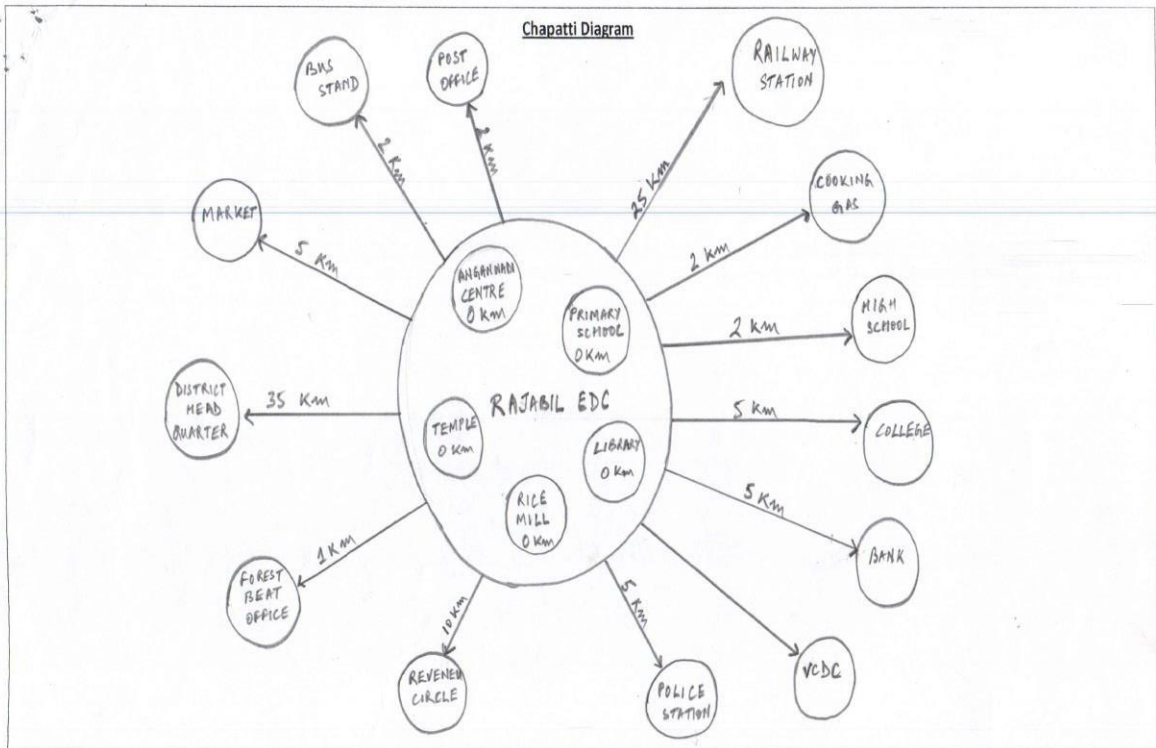 Chapatti Diagram
BUS
STAND
POST
OFFICE
RAILWAY
STATION
2 Km
2 Km
25 KM
MARKET
5 Km
COOKING
GAS
2 Km
ANGANWADI
CENTRE
0 Km
PRIMARY
SCHOOL
0 Km
2 Km
HIGH
SCHOOL
DISTRICT
HEAD
QUARTER
35 Km
RAJABIL EDC
5 Km
COLLEGE
TEMPLE
0 Km
LIBRARY
0 Km
RICE
MILL
0 Km
5 Km
BANK
1 Km
FOREST
BEAT
OFFICE
10 Km
REVENEU
CIRCLE
5 Km
POLICE
STATION
VCDC